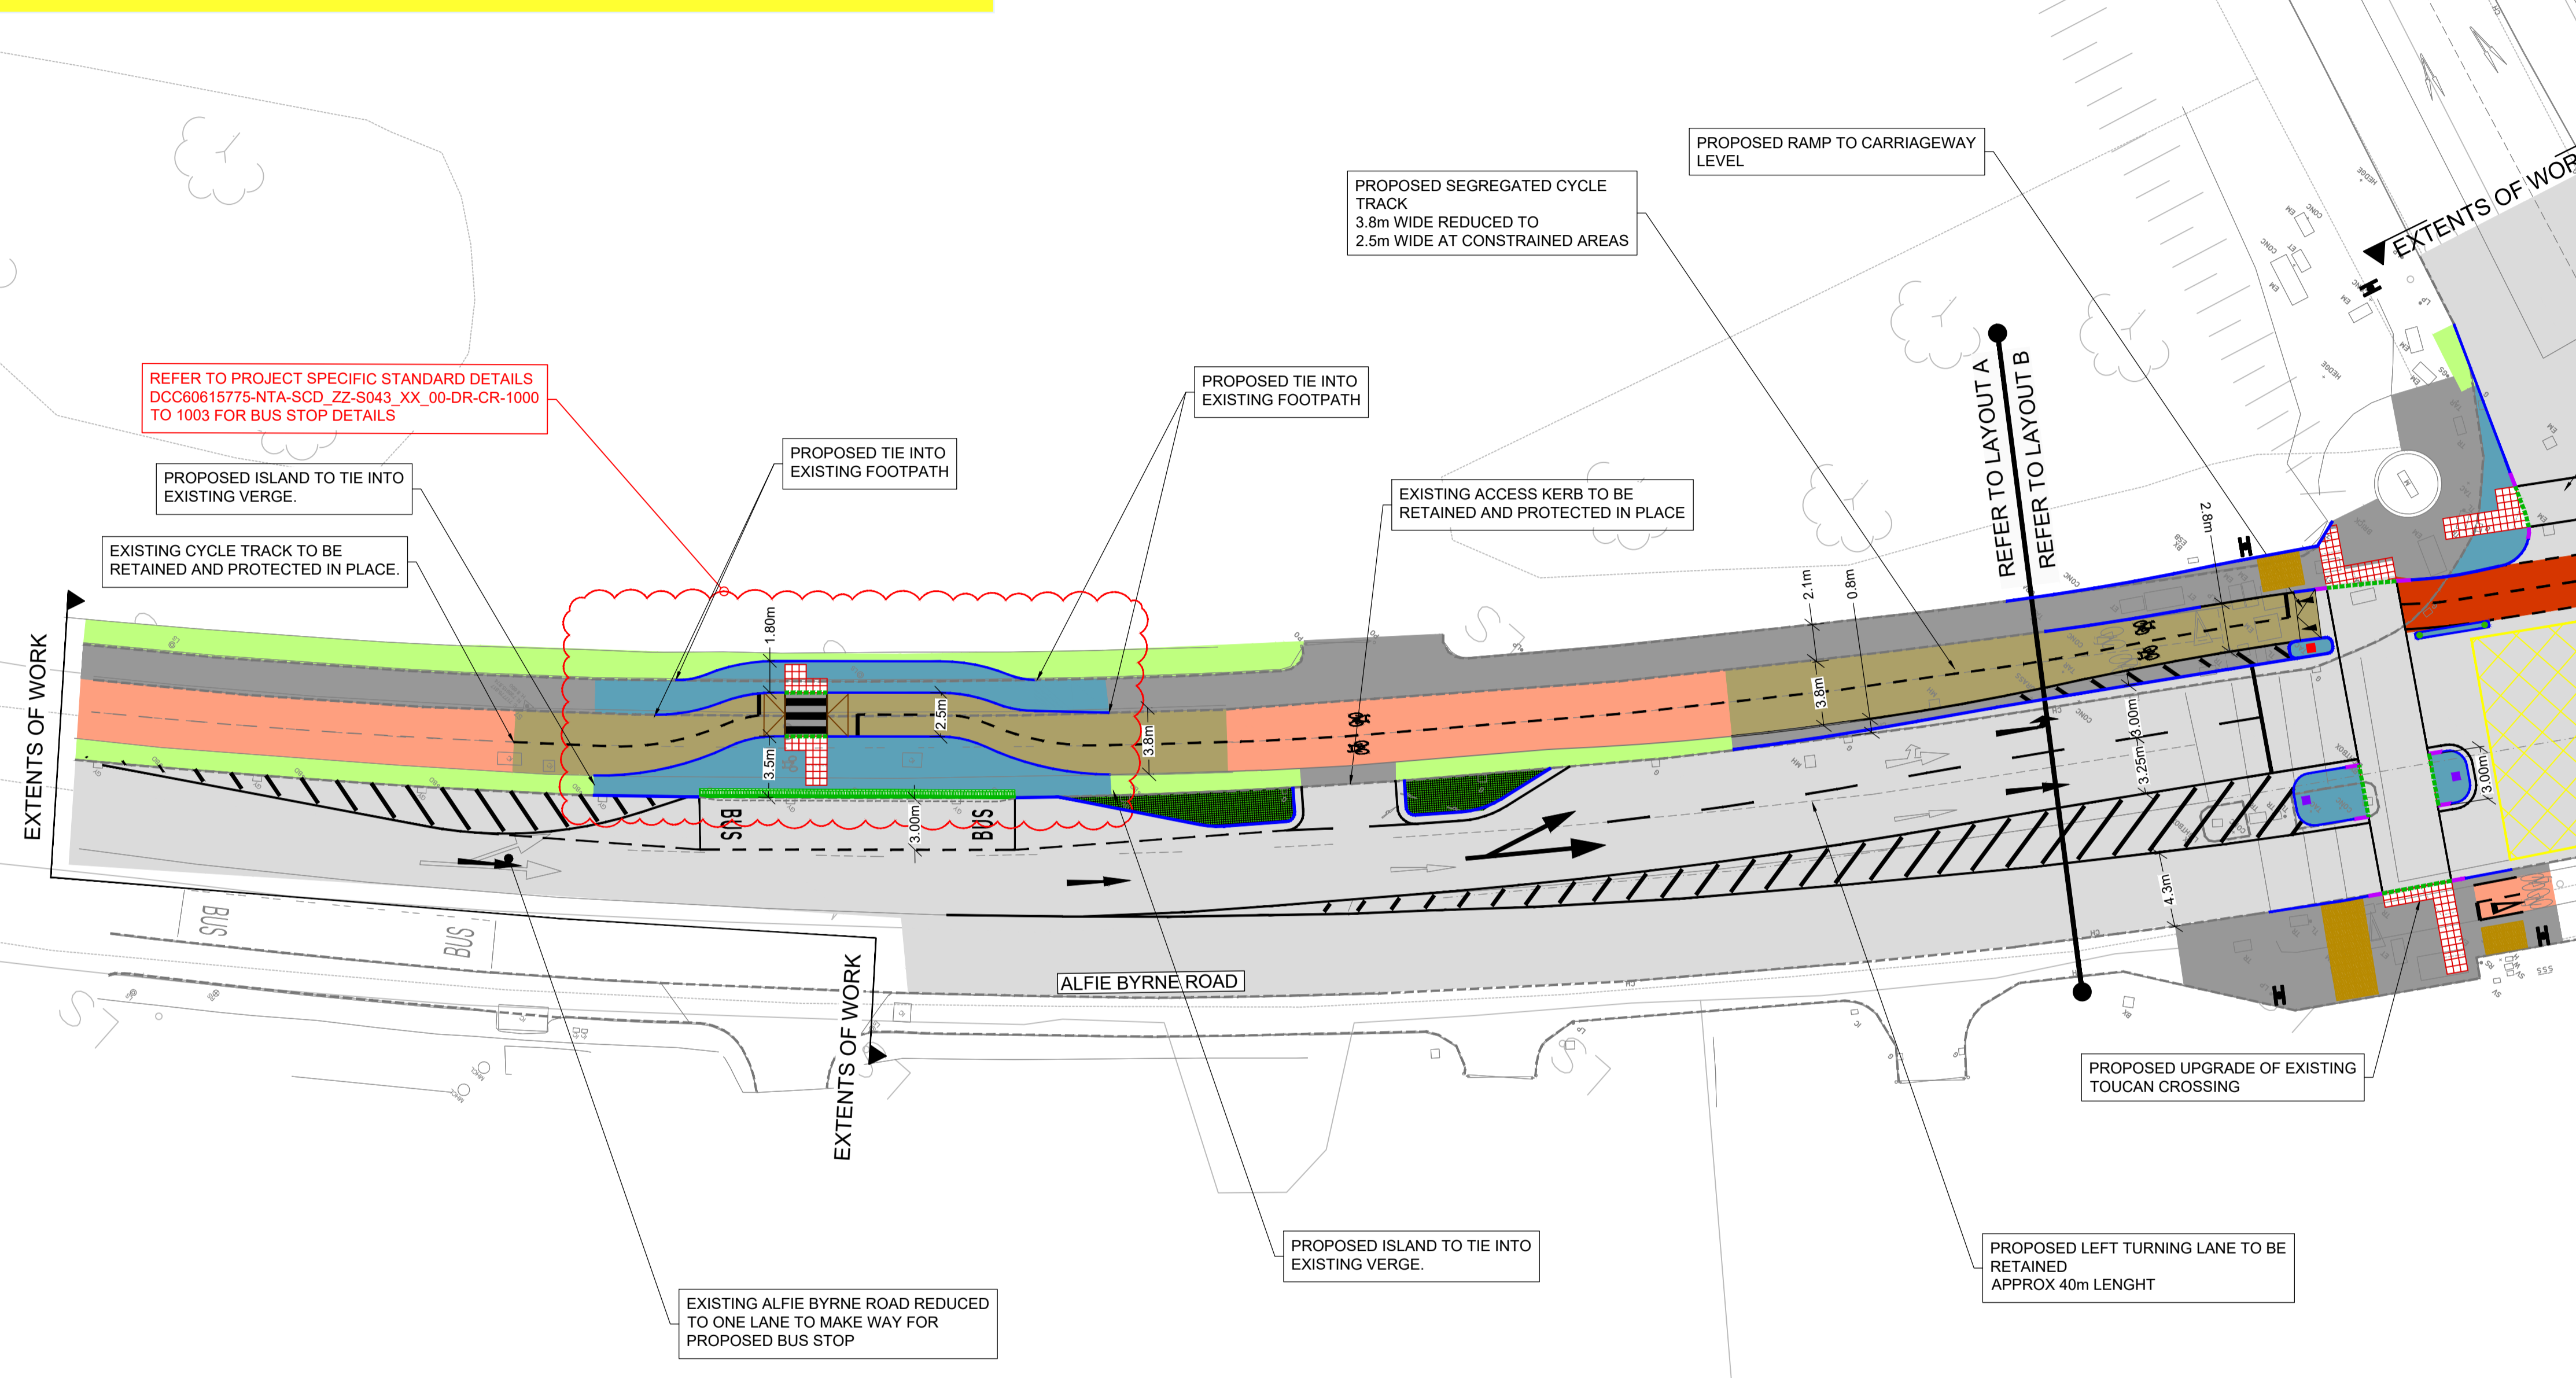 PROPOSED RAMP TO CARRIAGEWAY
LEVEL
PROPOSED SEGREGATED CYCLE
TRACK
3.8m WIDE REDUCED TO
2.5m WIDE AT CONSTRAINED AREAS
EXTENTS OF WOR
REFER TO PROJECT SPECIFIC STANDARD DETAILS
DCC60615775-NTA-SCD_ZZ-S043_XX_00-DR-CR-1000
TO 1003 FOR BUS STOP DETAILS
PROPOSED TIE INTO
EXISTING FOOTPATH
PROPOSED TIE INTO
EXISTING FOOTPATH
PROPOSED ISLAND TO TIE INTO
EXISTING VERGE.
EXISTING ACCESS KERB TO BE
RETAINED AND PROTECTED IN PLACE
REFER TO LAYOUT A
REFER TO LAYOUT B
EXISTING CYCLE TRACK TO BE
RETAINED AND PROTECTED IN PLACE.
EXTENTS OF WORK
1.80m
2.5m
3.5m
3.8m
3.00m
BUS
BUS
2.1m
0.8m
3.8m
2.8m
3.00m
3.25m
3.00m
4.3m
HEDGE
HEDGE
CONC
EM
EM
BUS
BUS
EXTENTS OF WORK
ALFIE BYRNE ROAD
PROPOSED UPGRADE OF EXISTING
TOUCAN CROSSING
PROPOSED ISLAND TO TIE INTO
EXISTING VERGE.
PROPOSED LEFT TURNING LANE TO BE
RETAINED
APPROX 40m LENGHT
EXISTING ALFIE BYRNE ROAD REDUCED
TO ONE LANE TO MAKE WAY FOR
PROPOSED BUS STOP